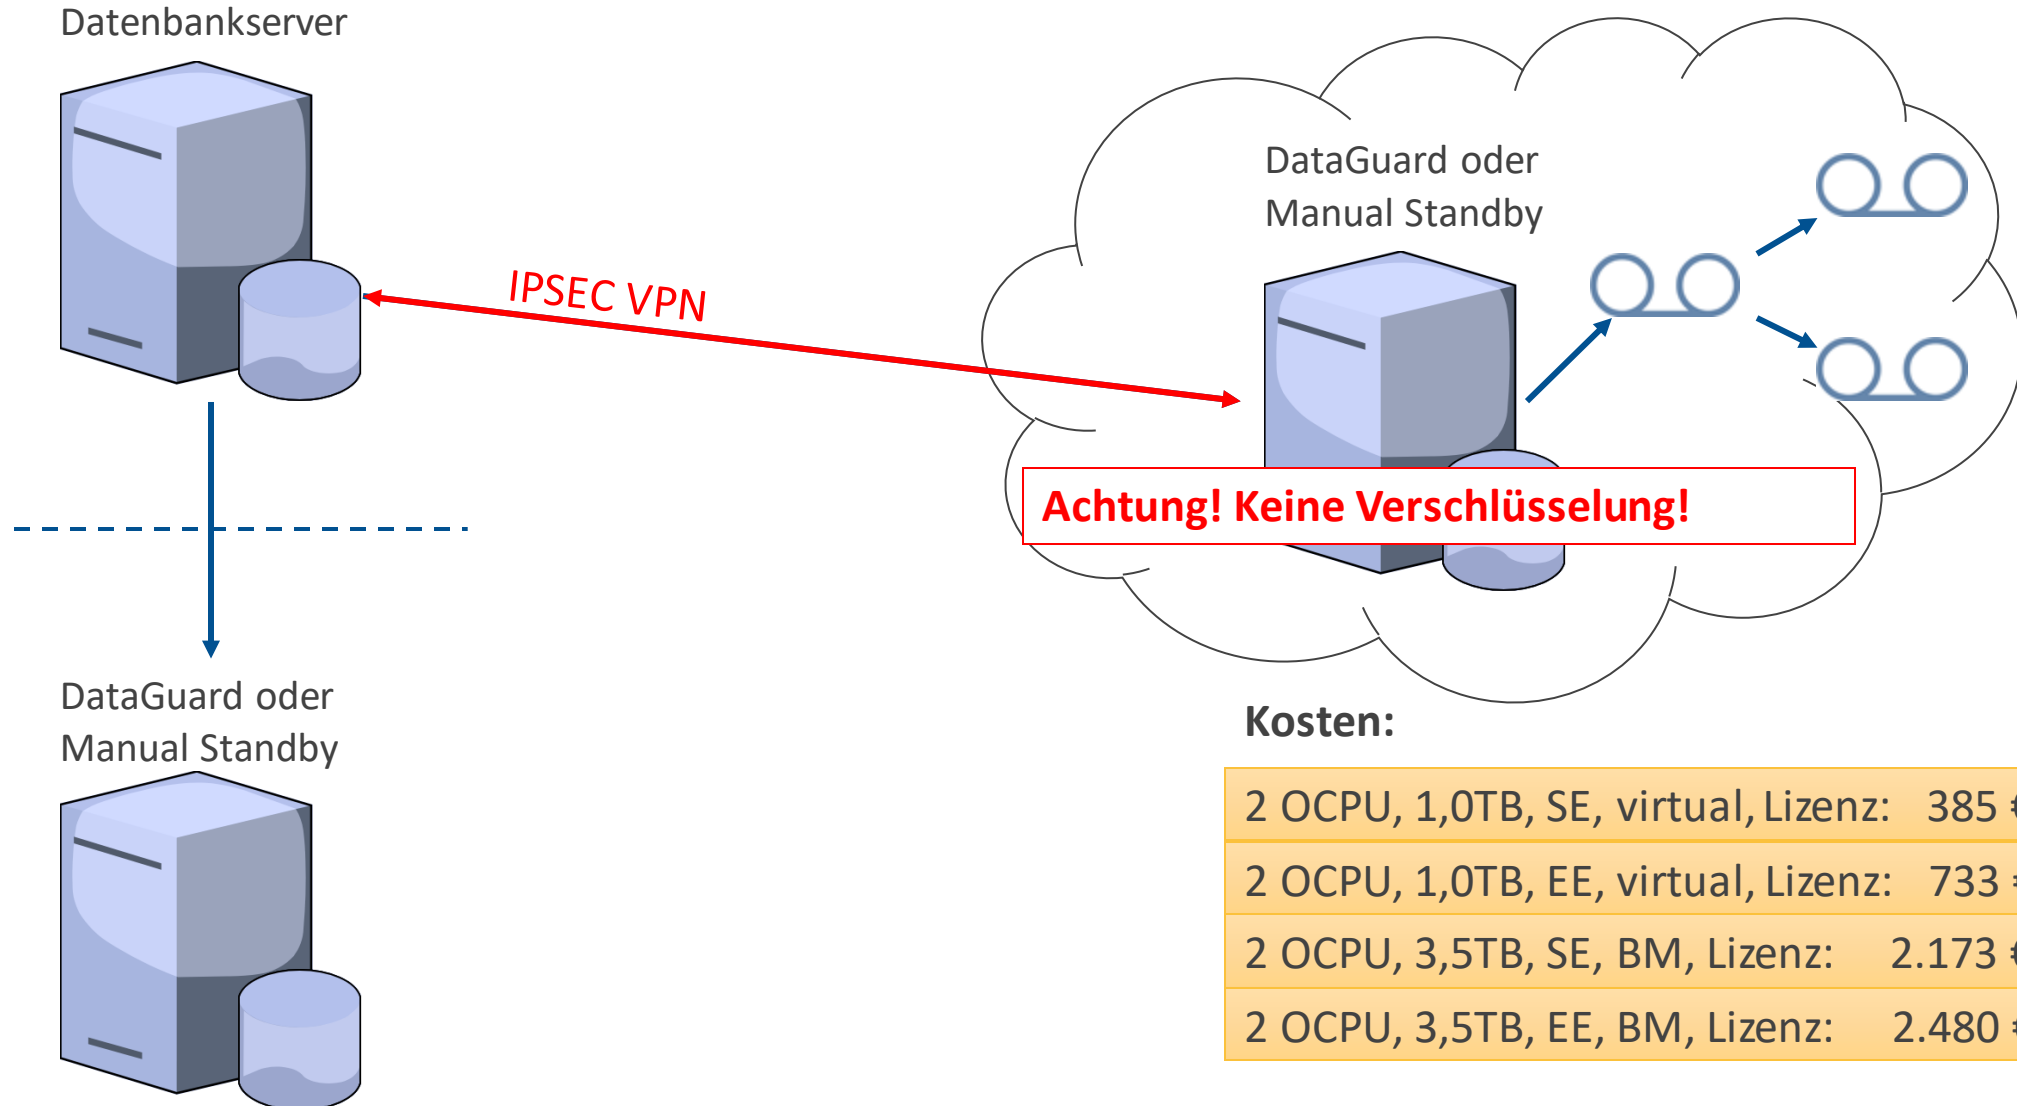 Datenbankserver
DataGuard oder
Manual Standby
IPSEC VPN
Achtung! Keine Verschlüsselung!
DataGuard oder
Manual Standby
Kosten:
2 OCPU, 1,0TB, SE, virtual, Lizenz: 385 €
2 OCPU, 1,0TB, EE, virtual, Lizenz: 733 €
2 OCPU, 3,5TB, SE, BM, Lizenz: 2.173 €
2 OCPU, 3,5TB, EE, BM, Lizenz: 2.480 €